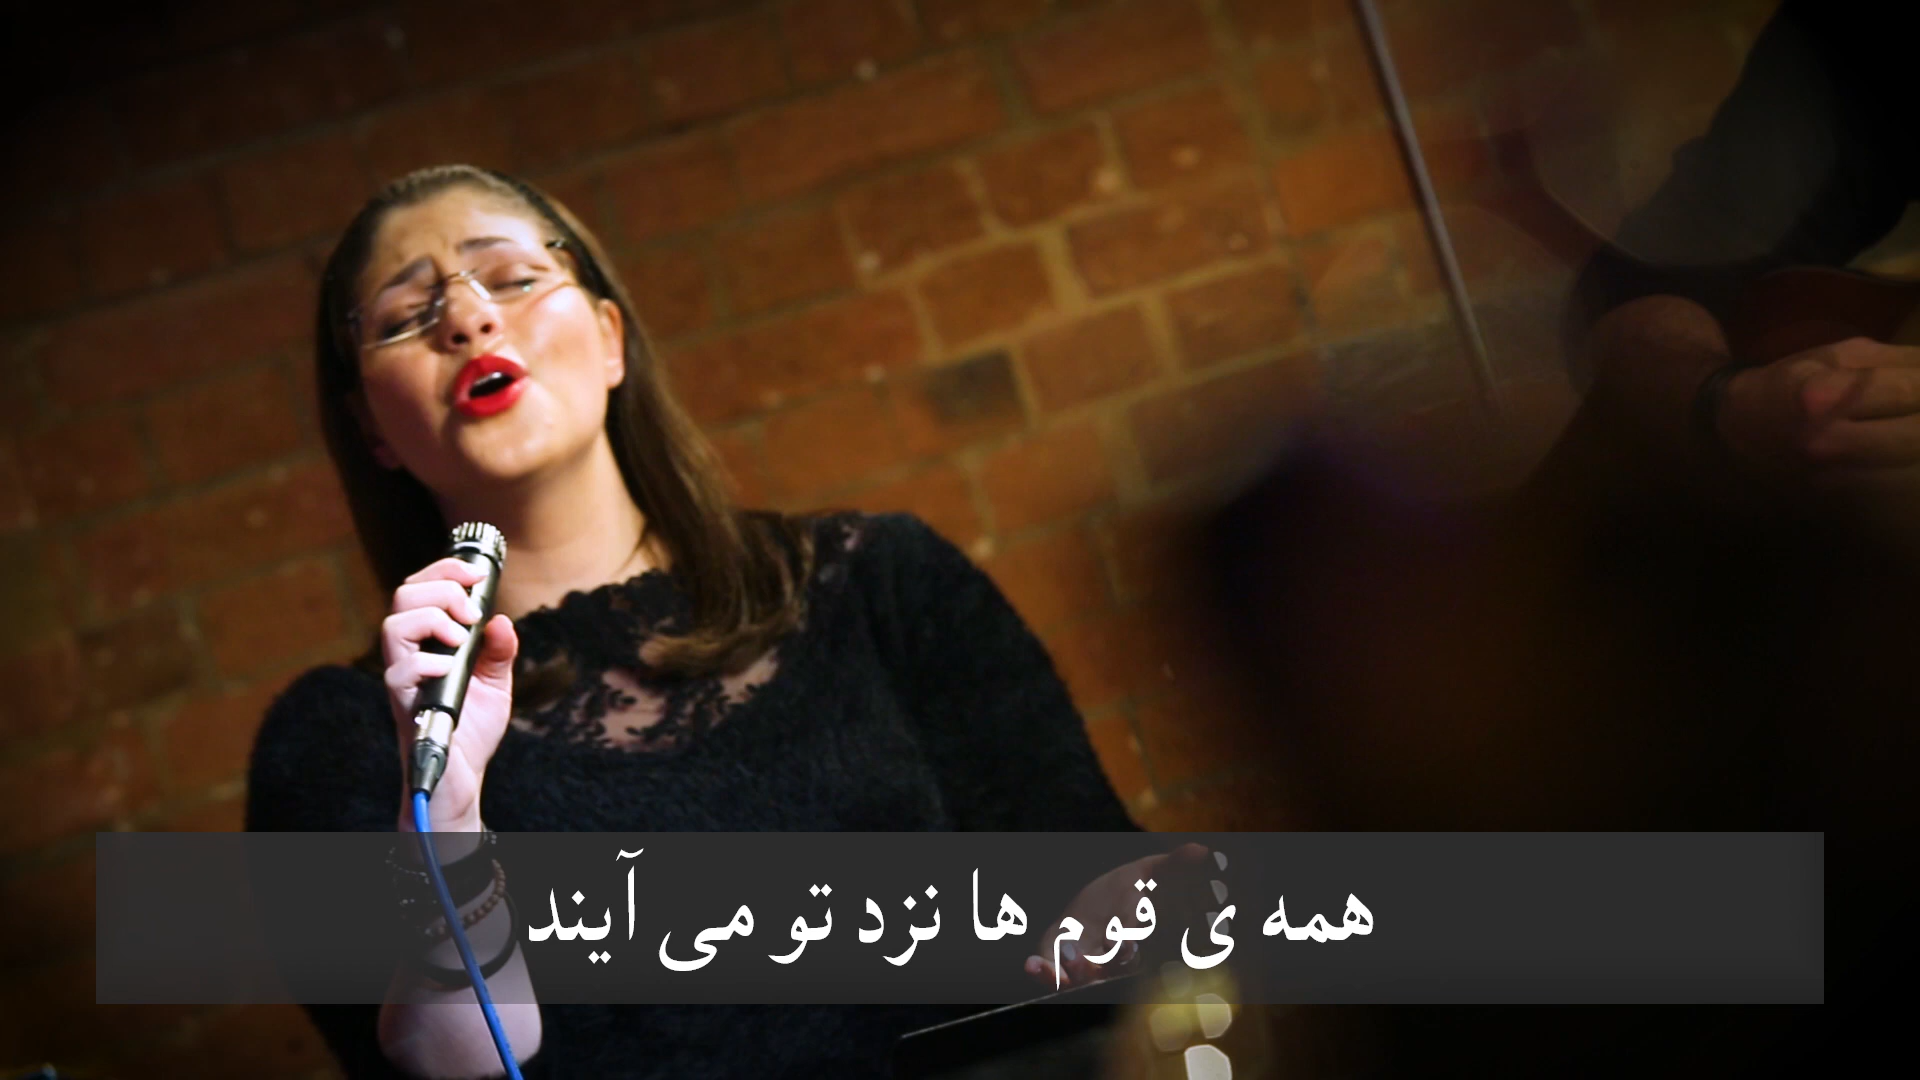 همه ی قوم ها نزد تو می آیند